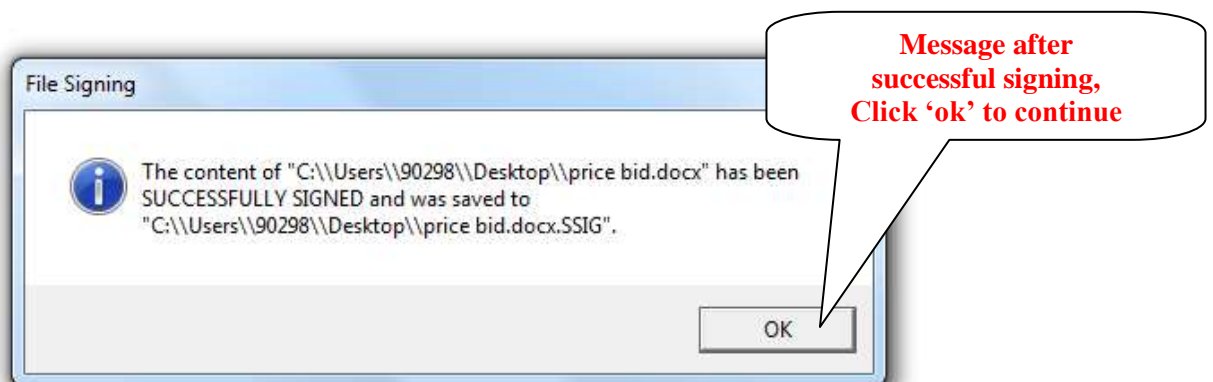 Message after
successful signing,
Click ‘ok’ to continue
File Signing
The content of "C:\\Users\\90298\\Desktop\\price bid.docx" has been
SUCCESSFULLY SIGNED and was saved to
"C:\\Users\\90298\\Desktop\\price bid.docx.SSIG".
OK